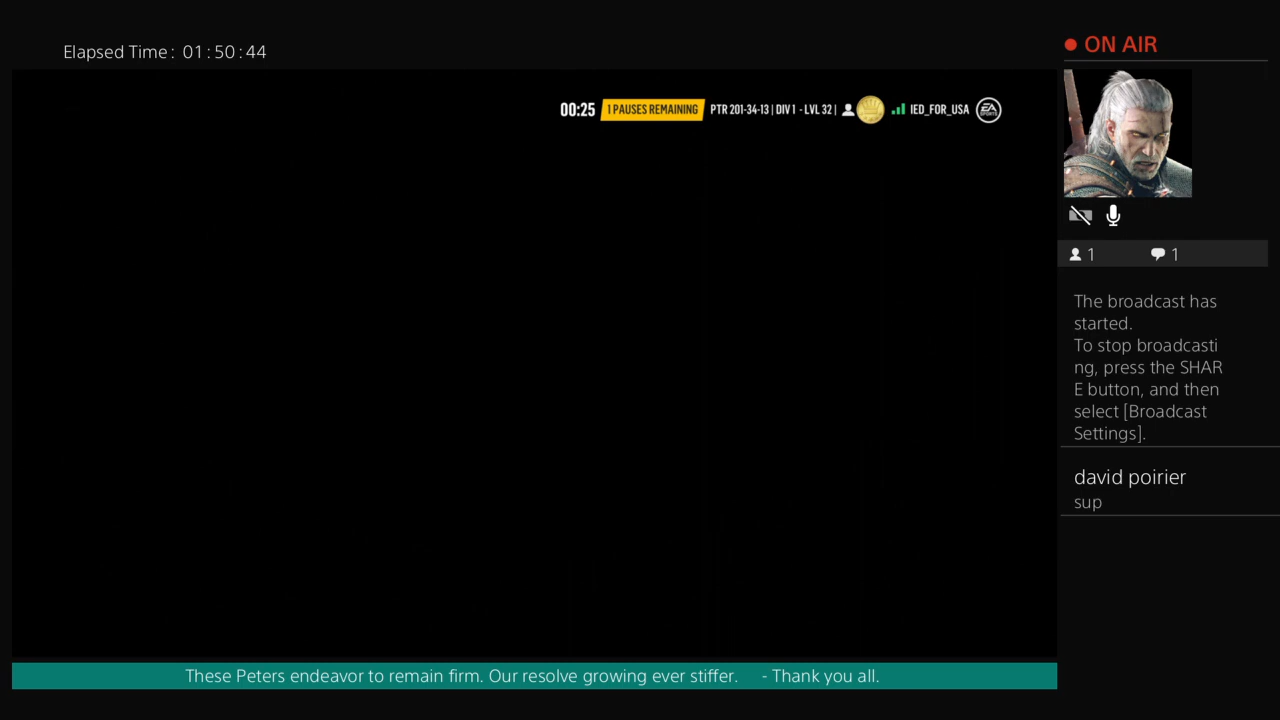 Elapsed Time: 01:50:44
ON AIR
00:25 1 PAUSES REMAINING PTR 201-34-13 | DIV 1 - LVL 32 | IED_FOR_USA EA SPORTS
1 1
The broadcast has
started.
To stop broadcasti
ng, press the SHAR
E button, and then
select [Broadcast
Settings].
david poirier
sup
These Peters endeavor to remain firm. Our resolve growing ever stiffer. - Thank you all.